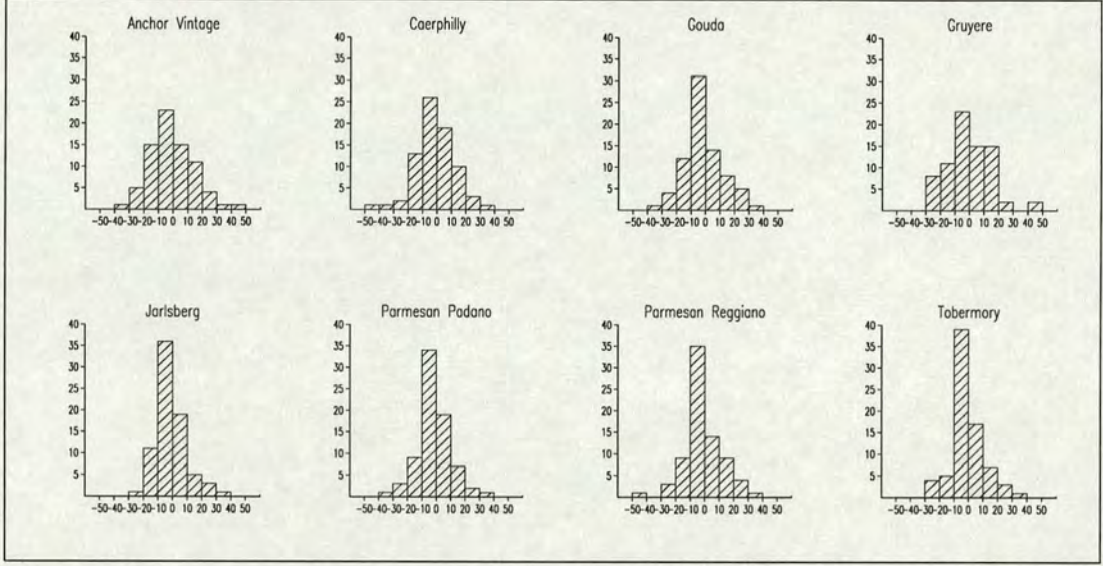 Anchor Vintage Caerphilly Gouda Gruyere
40 40 40 40
35 35 35 35
30 30 30 30
25 25 25 25
20 20 20 20
15 15 15 15
10 10 10 10
5 5 5 5
-50-40-30-20-10 0 10 20 30 40 50 -50-40-30-20-10 0 10 20 30 40 50 -50-40-30-20-10 0 10 20 30 40 50 -50-40-30-20-10 0 10 20 30 40 50
Jarlsberg Parmesan Padano Parmesan Reggiano Tobermory
40 40 40 40
35 35 35 35
30 30 30 30
25 25 25 25
20 20 20 20
15 15 15 15
10 10 10 10
5 5 5 5
-50-40-30-20-10 0 10 20 30 40 50 -50-40-30-20-10 0 10 20 30 40 50 -50-40-30-20-10 0 10 20 30 40 50 -50-40-30-20-10 0 10 20 30 40 50